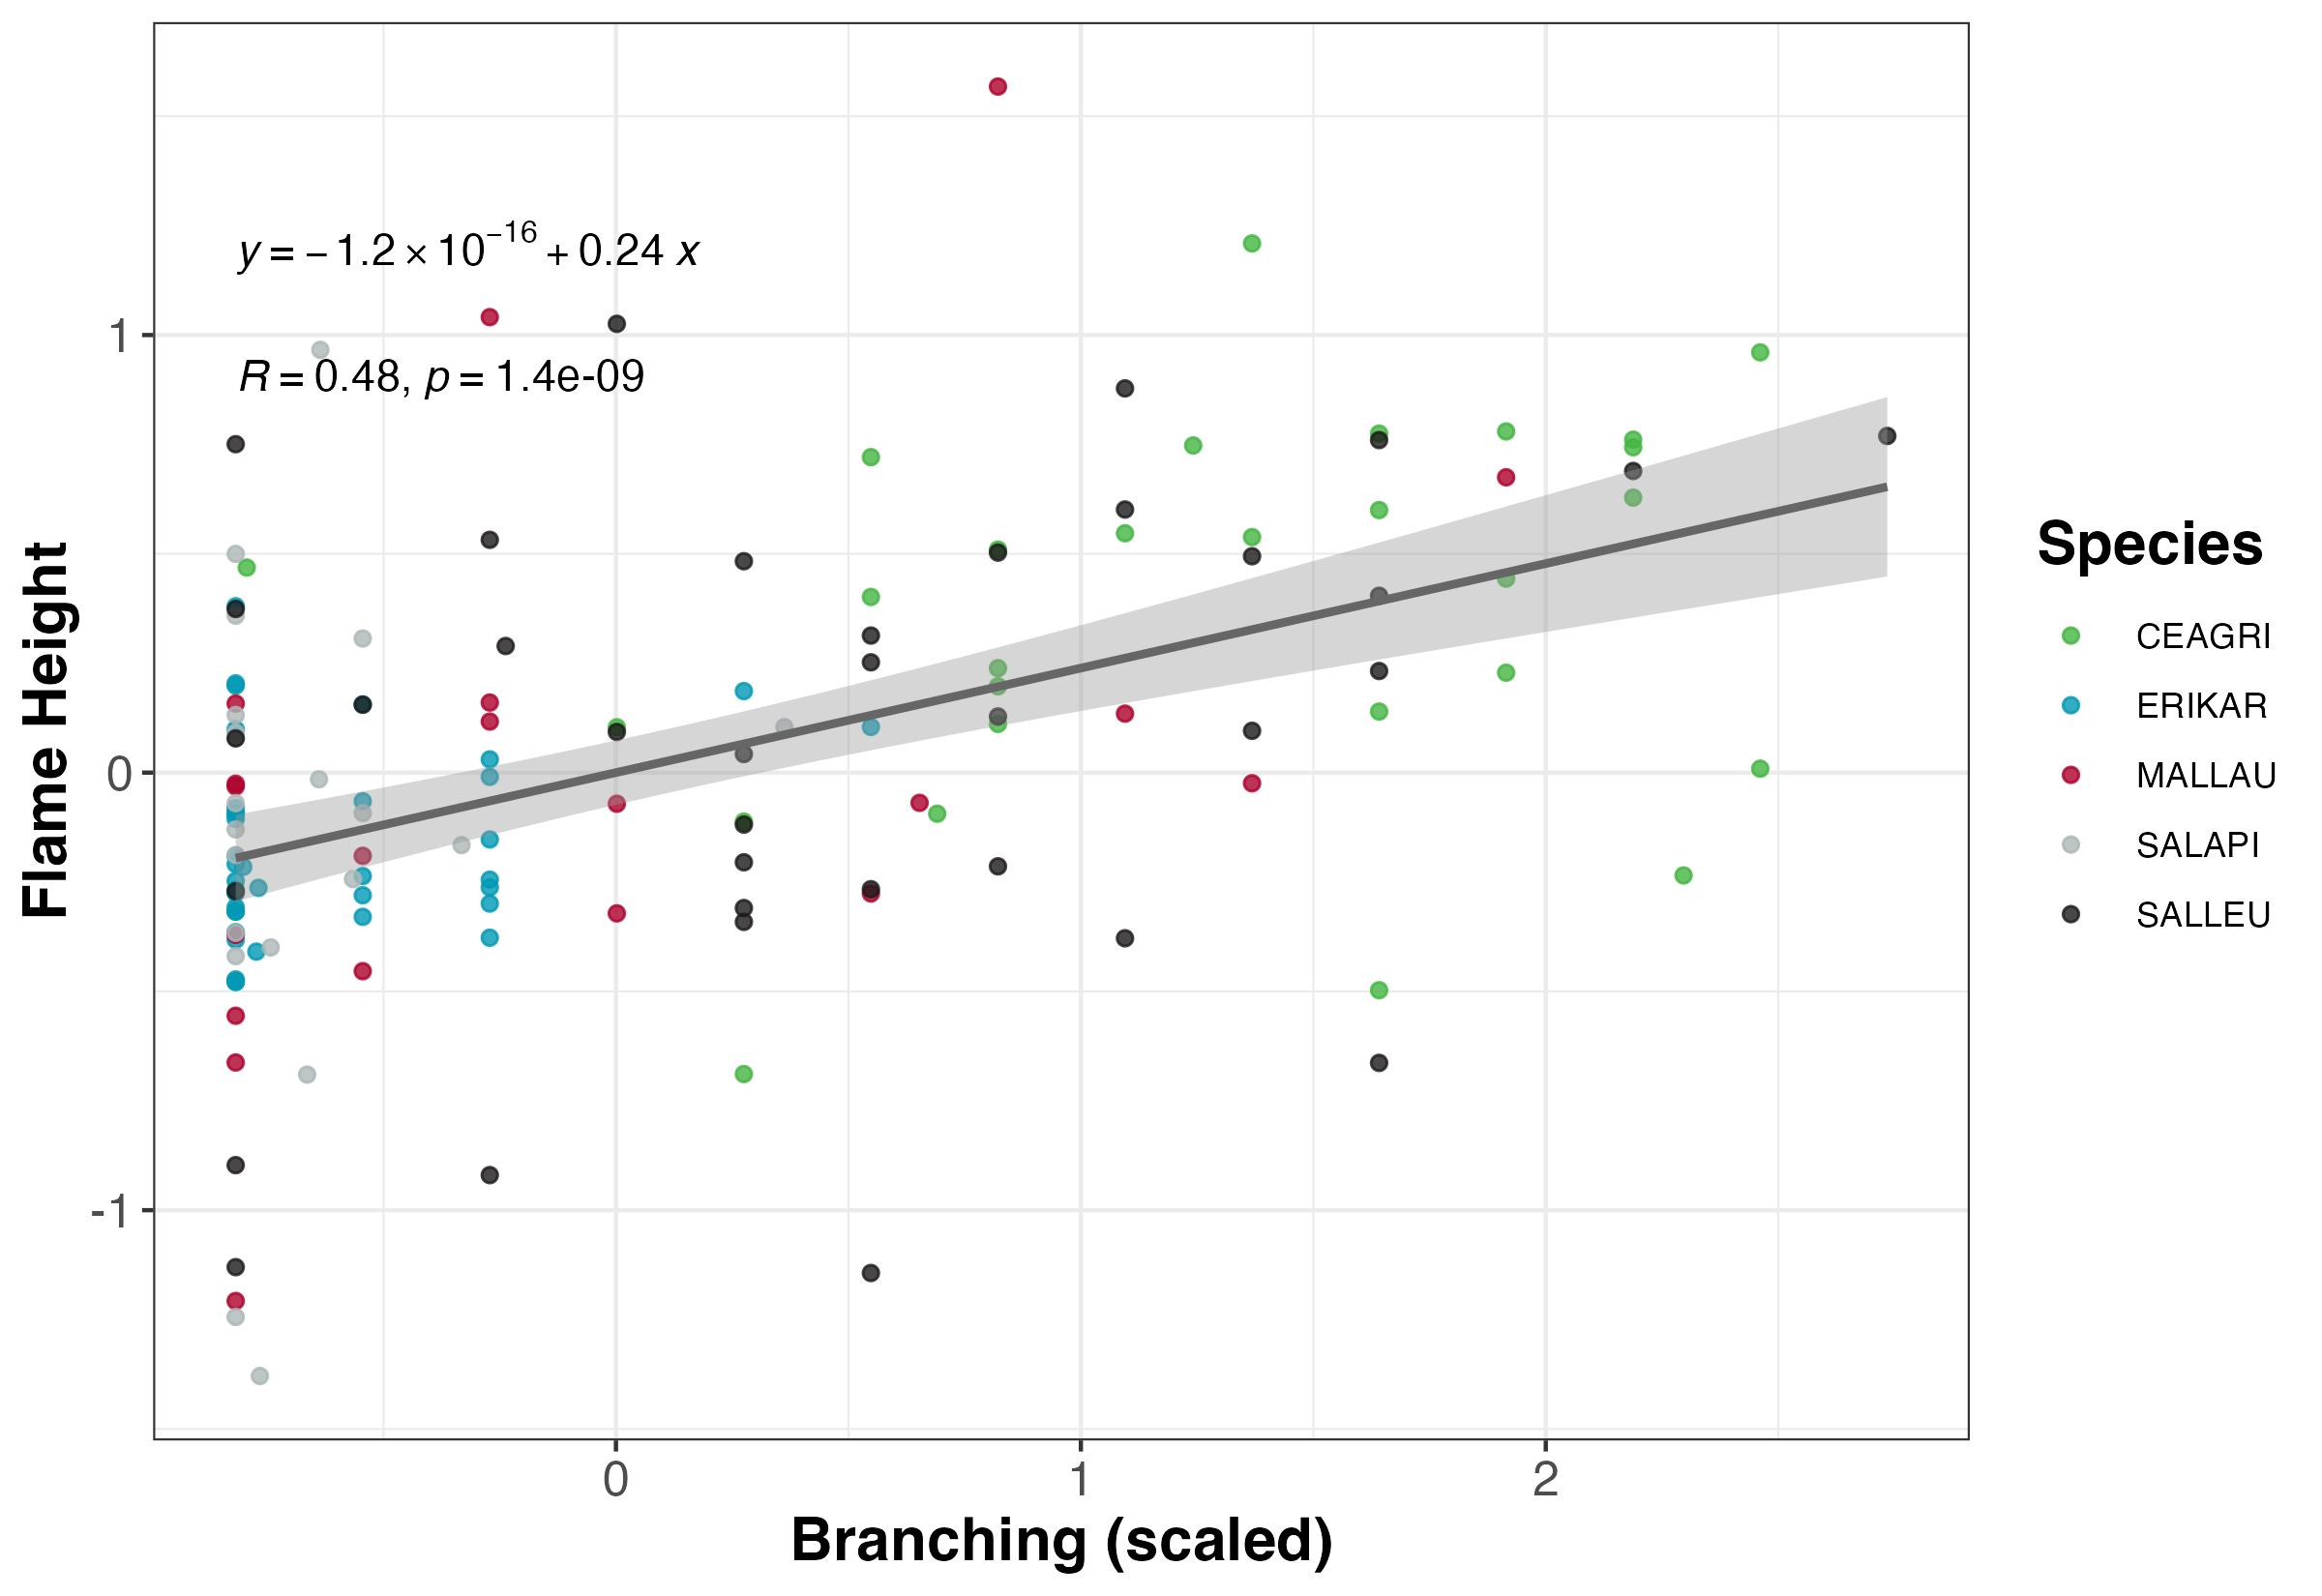 y = − 1.2 × 10⁻¹⁶ + 0.24 x
R = 0.48, p = 1.4e-09
1
0
-1
Flame Height
0 1 2
Branching (scaled)
Species
CEAGRI
ERIKAR
MALLAU
SALAPI
SALLEU